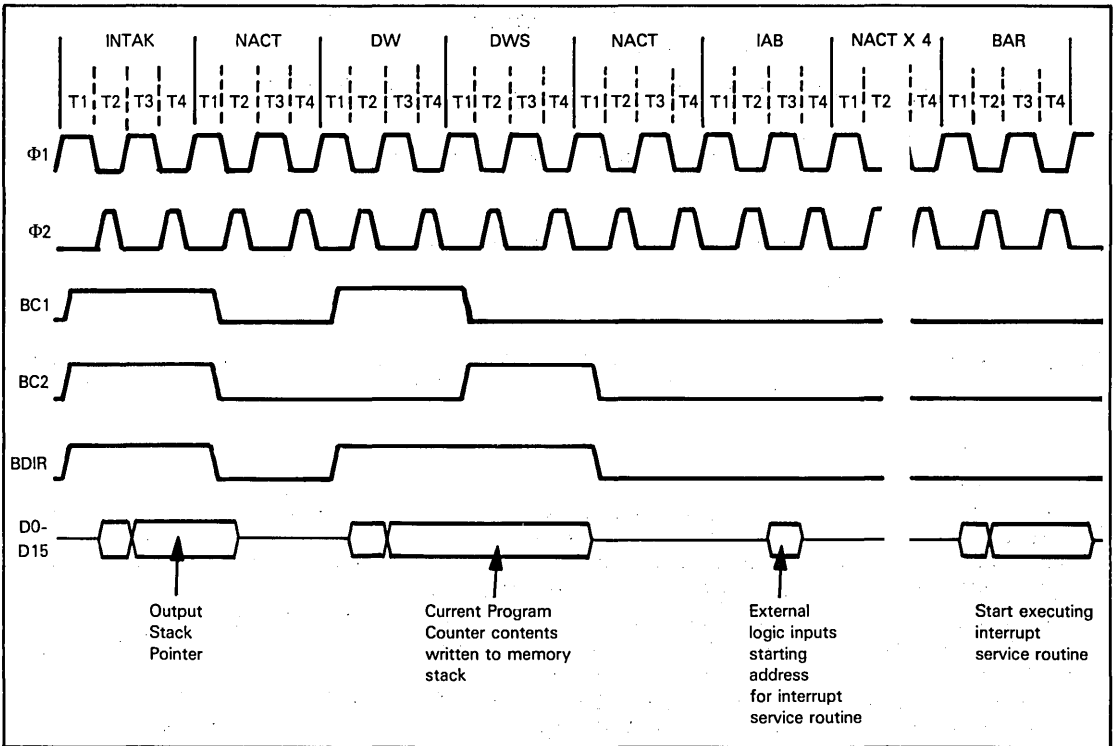 INTAK NACT DW DWS NACT IAB NACT X 4 BAR
T1 T2 T3 T4 T1 T2 T3 T4 T1 T2 T3 T4 T1 T2 T3 T4 T1 T2 T3 T4 T1 T2 T3 T4 T1 T2 T4 T1 T2 T3 T4
Φ1
Φ2
BC1
BC2
BDIR
D0-
D15
Output
Stack
Pointer
Current Program
Counter contents
written to memory
stack
External
logic inputs
starting
address
for interrupt
service routine
Start executing
interrupt
service routine